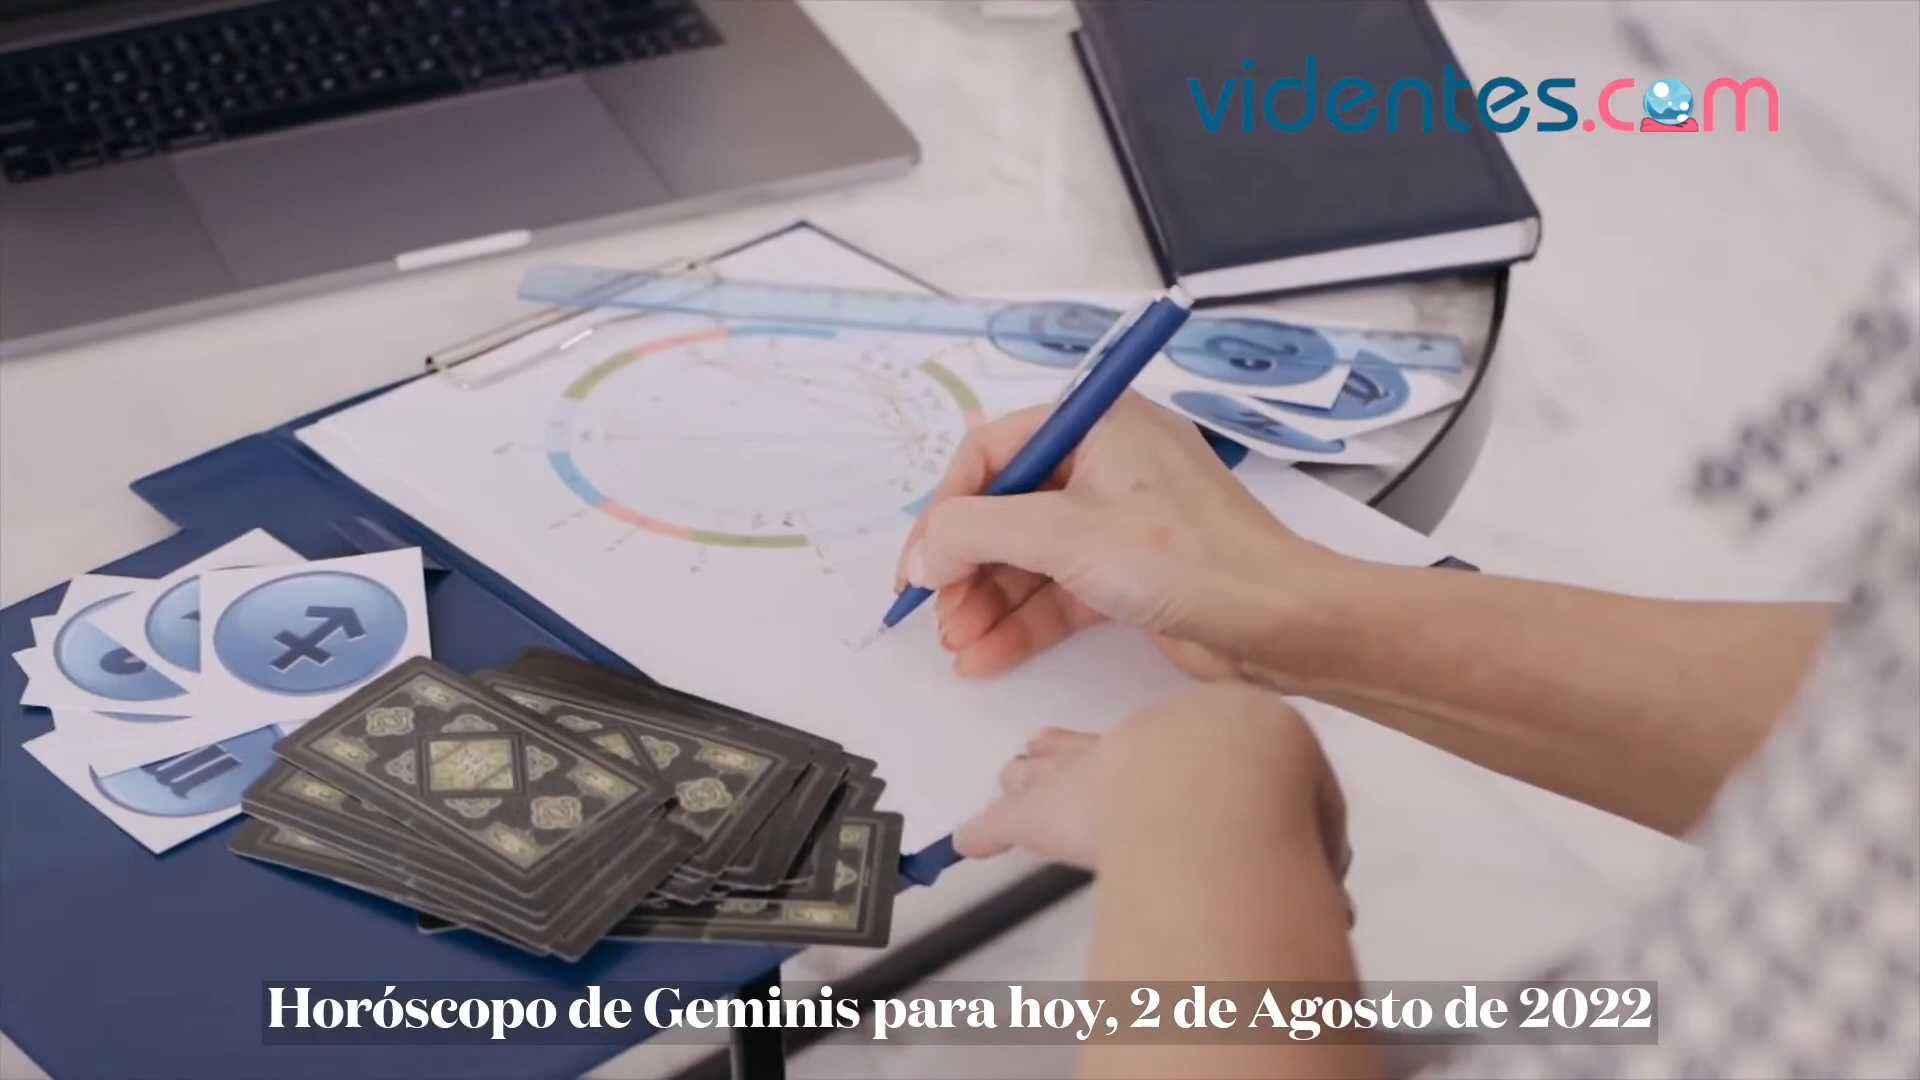 videntes.com
Horóscopo de Geminis para hoy, 2 de Agosto de 2022